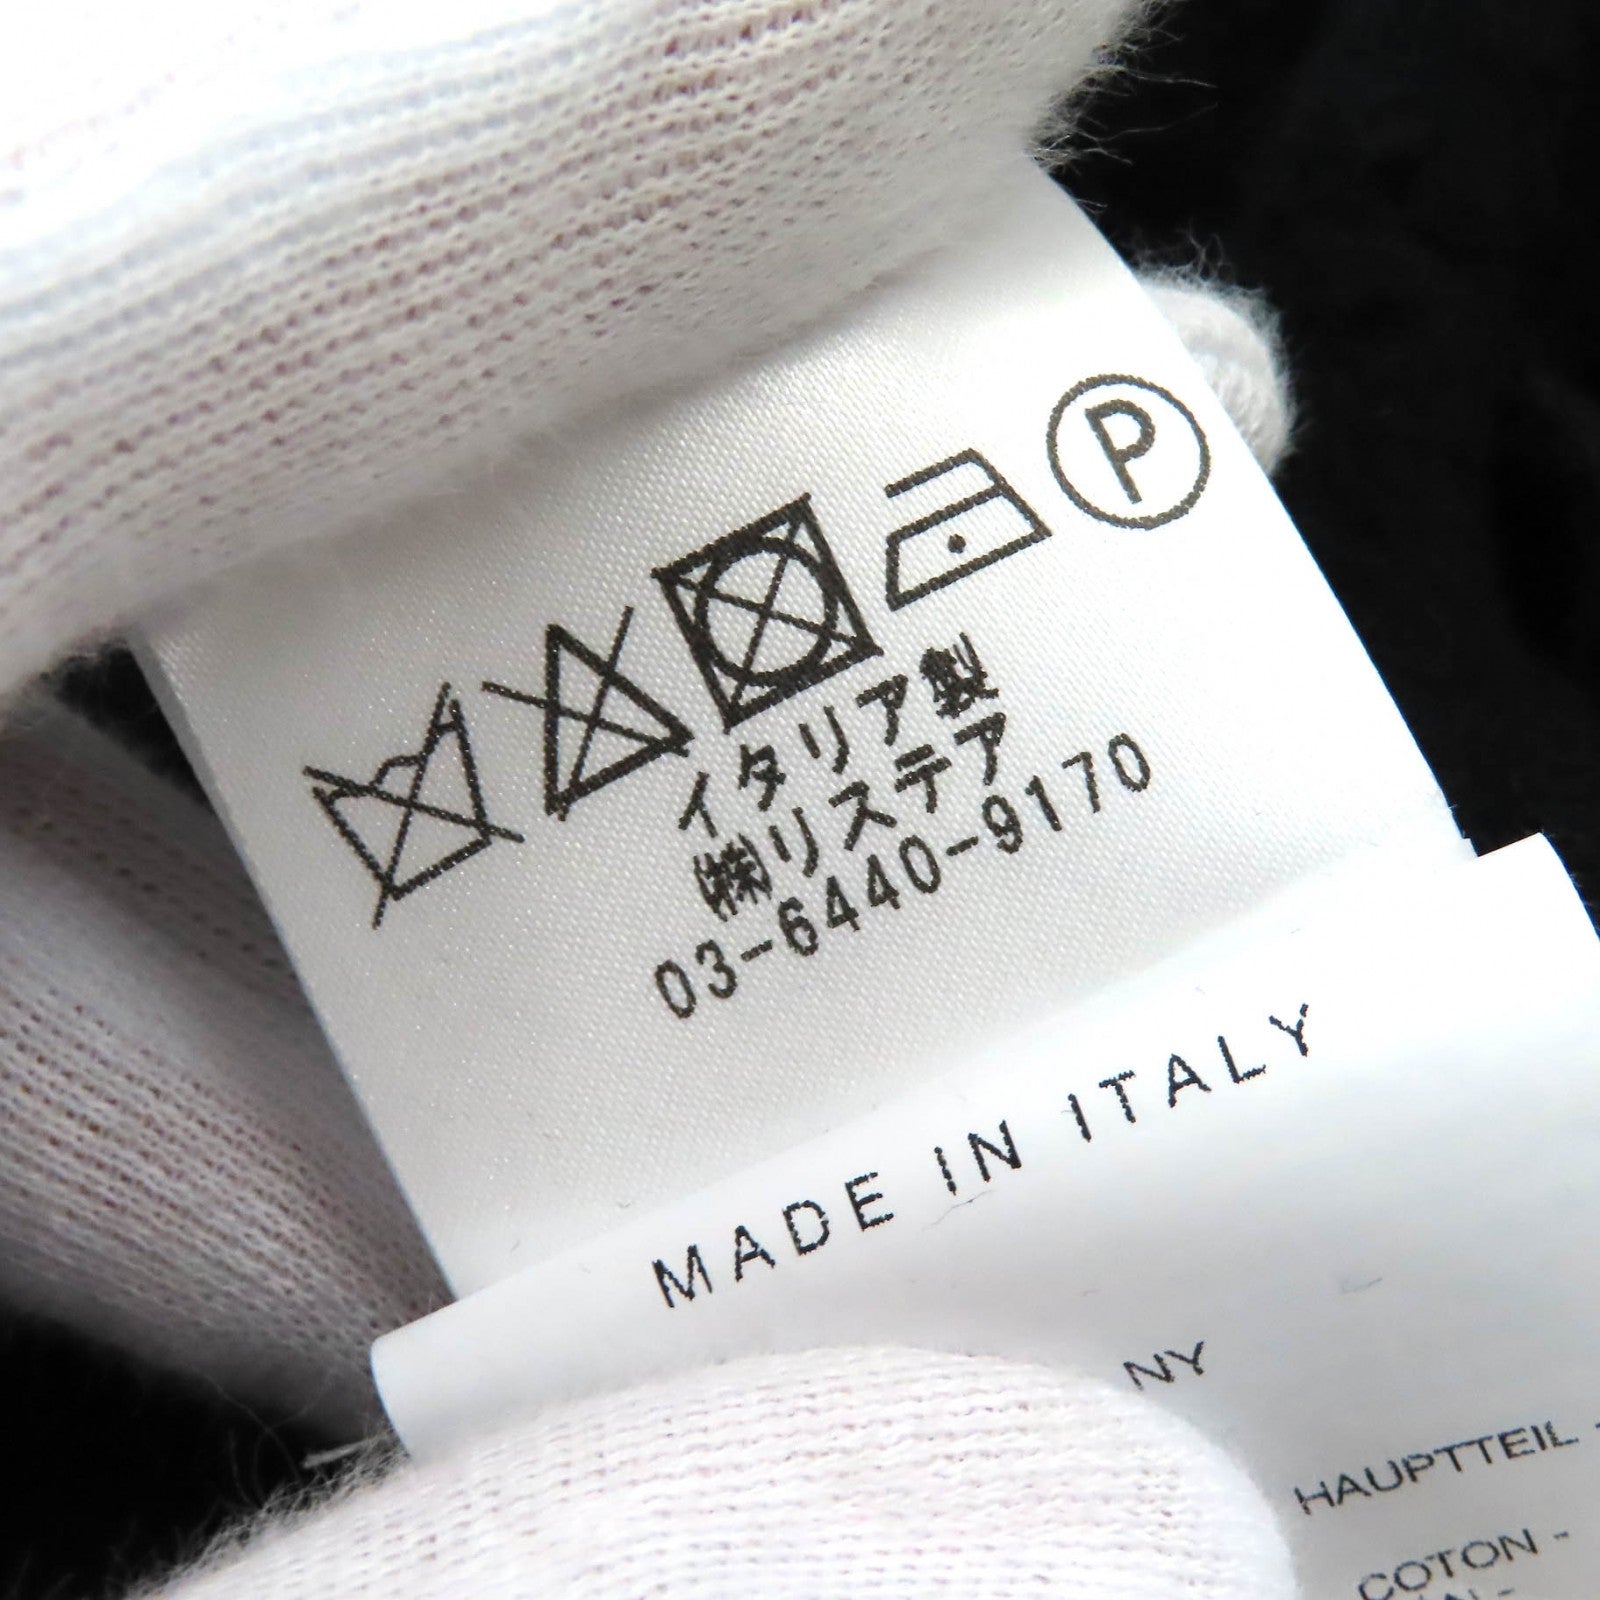 P
イタリア製
㈱リステア
03-6440-9170
MADE IN ITALY
NY
HAUPTTEIL -
COTON -